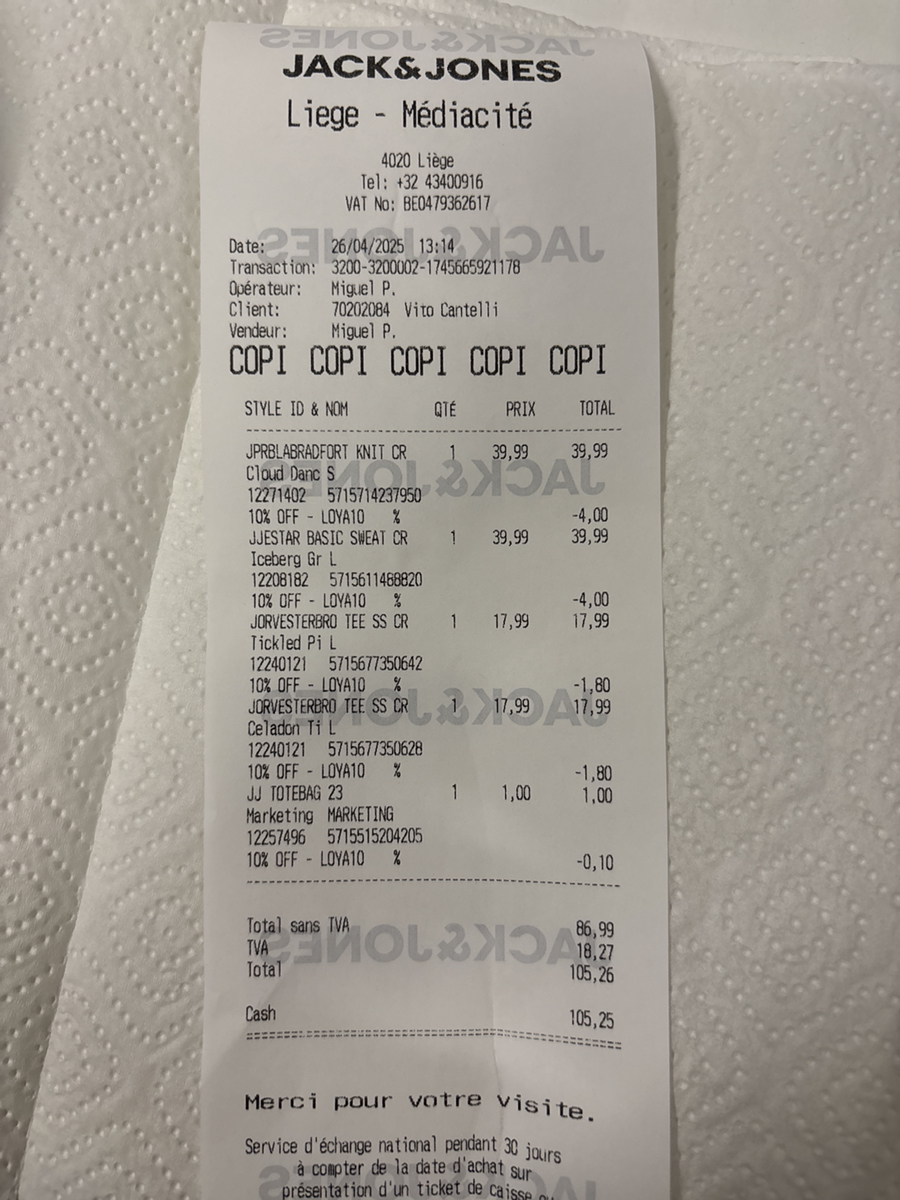 JACK&JONES
Liege - Médiacité
4020 Liège
Tel: +32 43400916
VAT No: BE0479362617
Date: 26/04/2025 13:14
Transaction: 3200-3200002-1745665921178
Opérateur: Miguel P.
Client: 70202084 Vito Cantelli
Vendeur: Miguel P.
COPI COPI COPI COPI COPI
STYLE ID & NOM QTÉ PRIX TOTAL
JPRBLABRADFORT KNIT CR 1 39,99 39,99
Cloud Danc S
12271402 5715714237950
10% OFF - LOYA10 % -4,00
JJESTAR BASIC SWEAT CR 1 39,99 39,99
Iceberg Gr L
12208182 5715611468820
10% OFF - LOYA10 % -4,00
JORVESTERBRO TEE SS CR 1 17,99 17,99
Tickled Pi L
12240121 5715677350642
10% OFF - LOYA10 % -1,80
JORVESTERBRO TEE SS CR 1 17,99 17,99
Celadon Ti L
12240121 5715677350628
10% OFF - LOYA10 % -1,80
JJ TOTEBAG 23 1 1,00 1,00
Marketing MARKETING
12257496 5715515204205
10% OFF - LOYA10 % -0,10
Total sans TVA 86,99
TVA 18,27
Total 105,26
Cash 105,25
Merci pour votre visite.
Service d'échange national pendant 30 jours
à compter de la date d'achat sur
présentation d'un ticket de caisse ou